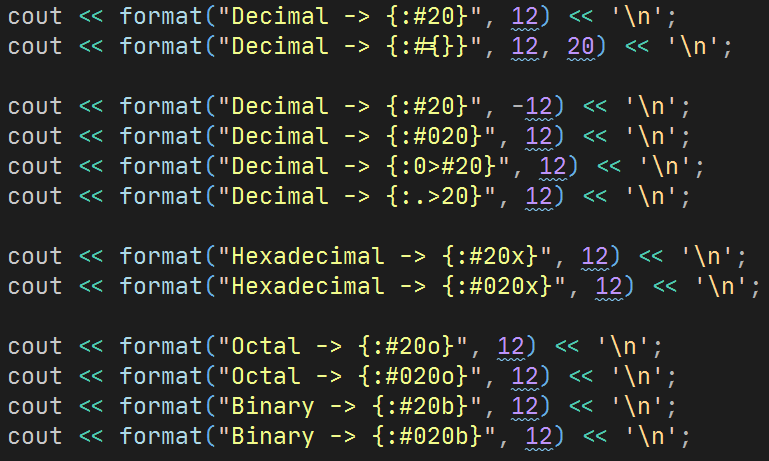 cout << format("Decimal -> {:#20}", 12) << '\n';
cout << format("Decimal -> {:#{}}", 12, 20) << '\n';
cout << format("Decimal -> {:#20}", -12) << '\n';
cout << format("Decimal -> {:#020}", 12) << '\n';
cout << format("Decimal -> {:0>#20}", 12) << '\n';
cout << format("Decimal -> {:.>20}", 12) << '\n';
cout << format("Hexadecimal -> {:#20x}", 12) << '\n';
cout << format("Hexadecimal -> {:#020x}", 12) << '\n';
cout << format("Octal -> {:#20o}", 12) << '\n';
cout << format("Octal -> {:#020o}", 12) << '\n';
cout << format("Binary -> {:#20b}", 12) << '\n';
cout << format("Binary -> {:#020b}", 12) << '\n';